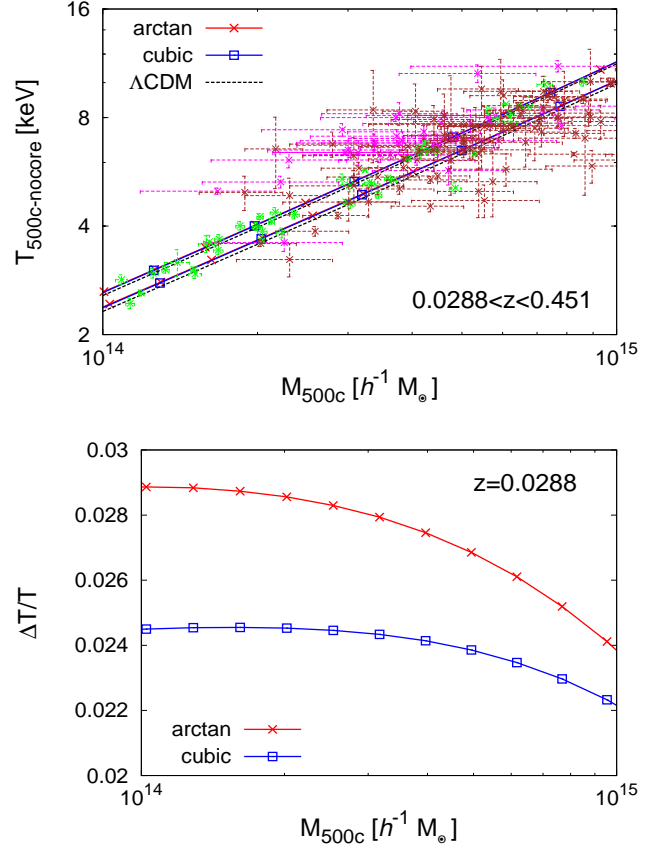 16
8
4
2
T500c-nocore [keV]
arctan
cubic
ΛCDM
0.0288<z<0.451
10^14
10^15
M500c [h^-1 M⊙]
0.03
0.028
0.026
0.024
0.022
0.02
ΔT/T
z=0.0288
arctan
cubic
10^14
10^15
M500c [h^-1 M⊙]